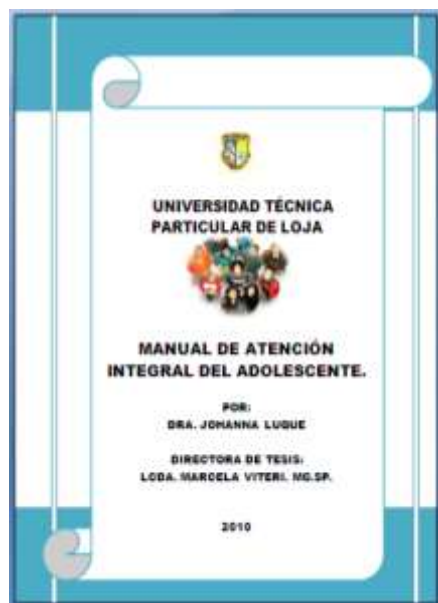 UNIVERSIDAD TÉCNICA
PARTICULAR DE LOJA
MANUAL DE ATENCIÓN
INTEGRAL DEL ADOLESCENTE.
POR:
DRA. JOHANNA LUQUE
DIRECTORA DE TESIS:
LCDA. MARCELA VITERI. MG.SP.
2010